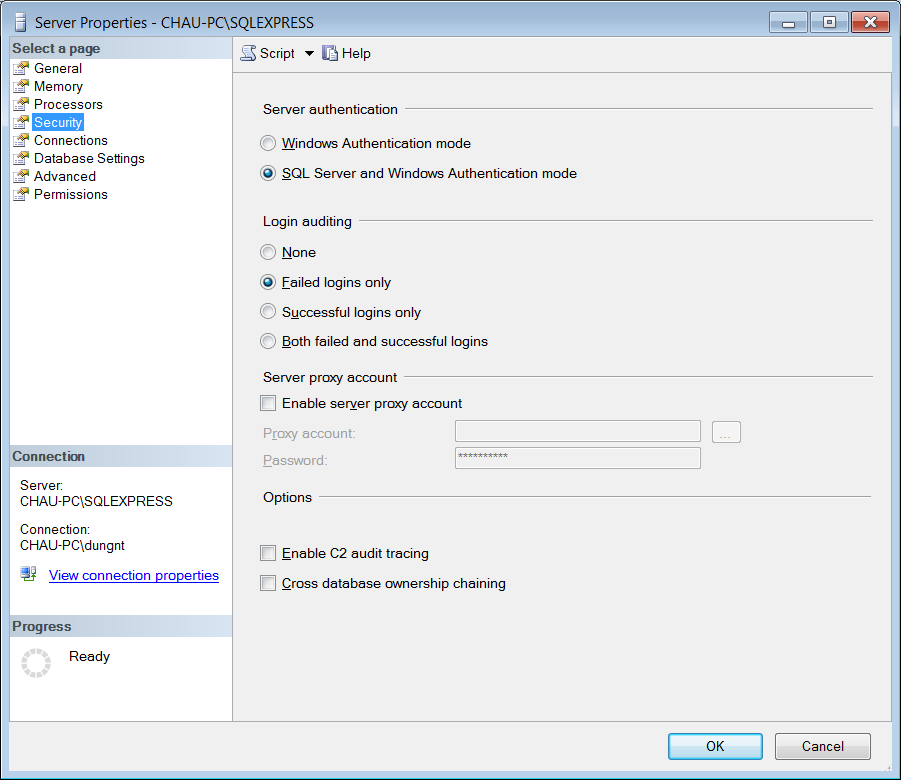 Server Properties - CHAU-PC\SQLEXPRESS
Select a page
General
Memory
Processors
Security
Connections
Database Settings
Advanced
Permissions
Connection
Server:
CHAU-PC\SQLEXPRESS
Connection:
CHAU-PC\dungnt
View connection properties
Progress
Ready
Script Help
Server authentication
Windows Authentication mode
SQL Server and Windows Authentication mode
Login auditing
None
Failed logins only
Successful logins only
Both failed and successful logins
Server proxy account
Enable server proxy account
Proxy account: ...
Password: **********
Options
Enable C2 audit tracing
Cross database ownership chaining
OK Cancel